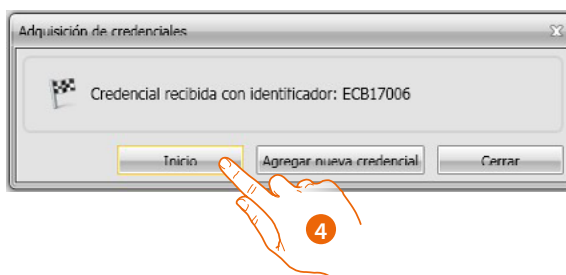 Adquisición de credenciales
Credencial recibida con identificador: ECB17006
Inicio Agregar nueva credencial Cerrar
4